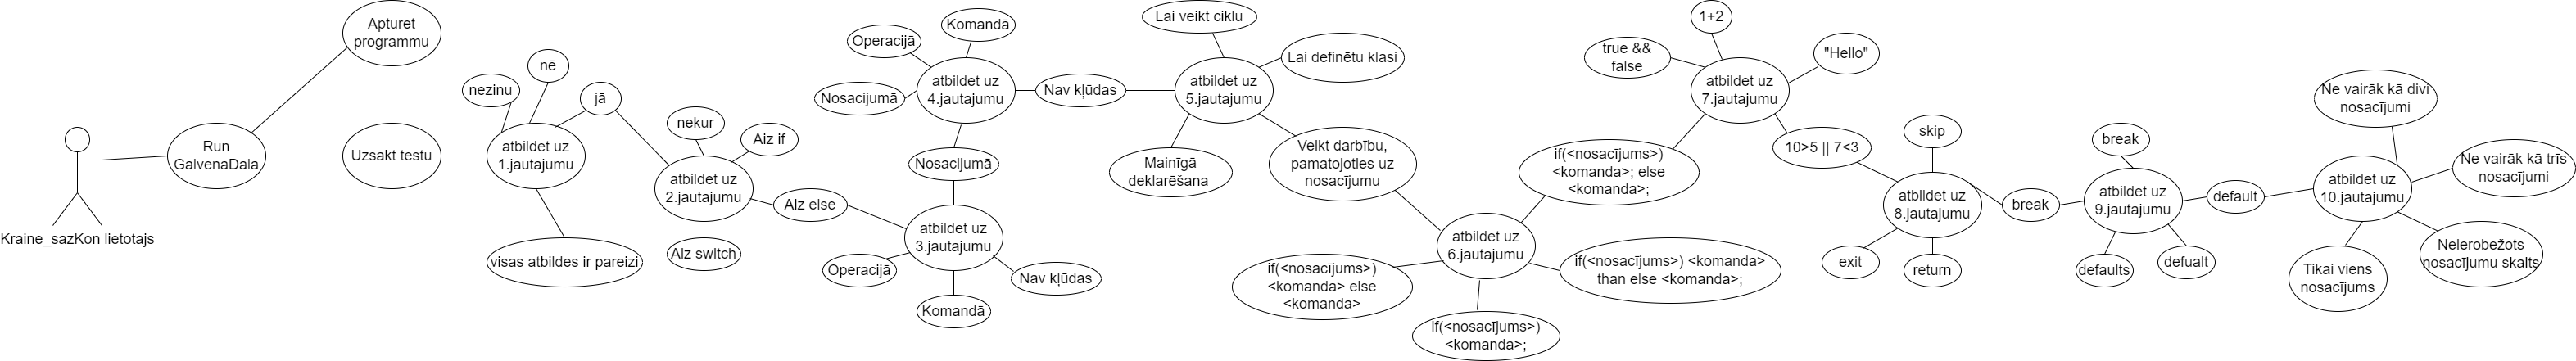 Kraine_sazKon lietotajs
Run
GalvenaDala
Apturet
programmu
Uzsakt testu
atbildet uz
1.jautajumu
nezinu
nē
jā
visas atbildes ir pareizi
atbildet uz
2.jautajumu
nekur
Aiz if
Aiz else
Aiz switch
atbildet uz
3.jautajumu
Operacijā
Komandā
Nav kļūdas
Nosacijumā
atbildet uz
4.jautajumu
Nosacijumā
Operacijā
Komandā
Nav kļūdas
atbildet uz
5.jautajumu
Lai veikt ciklu
Lai definētu klasi
Mainīgā
deklarēšana
Veikt darbību,
pamatojoties uz
nosacījumu
atbildet uz
6.jautajumu
if(<nosacījums>)
<komanda> else
<komanda>
if(<nosacījums>)
<komanda>;
if(<nosacījums>) <komanda>
than else <komanda>;
if(<nosacījums>)
<komanda>; else
<komanda>;
atbildet uz
7.jautajumu
true &&
false
1+2
"Hello"
10>5 || 7<3
atbildet uz
8.jautajumu
skip
exit
return
break
atbildet uz
9.jautajumu
break
defaults
defualt
default
atbildet uz
10.jautajumu
Ne vairāk kā divi
nosacījumi
Ne vairāk kā trīs
nosacījumi
Neierobežots
nosacījumu skaits
Tikai viens
nosacījums